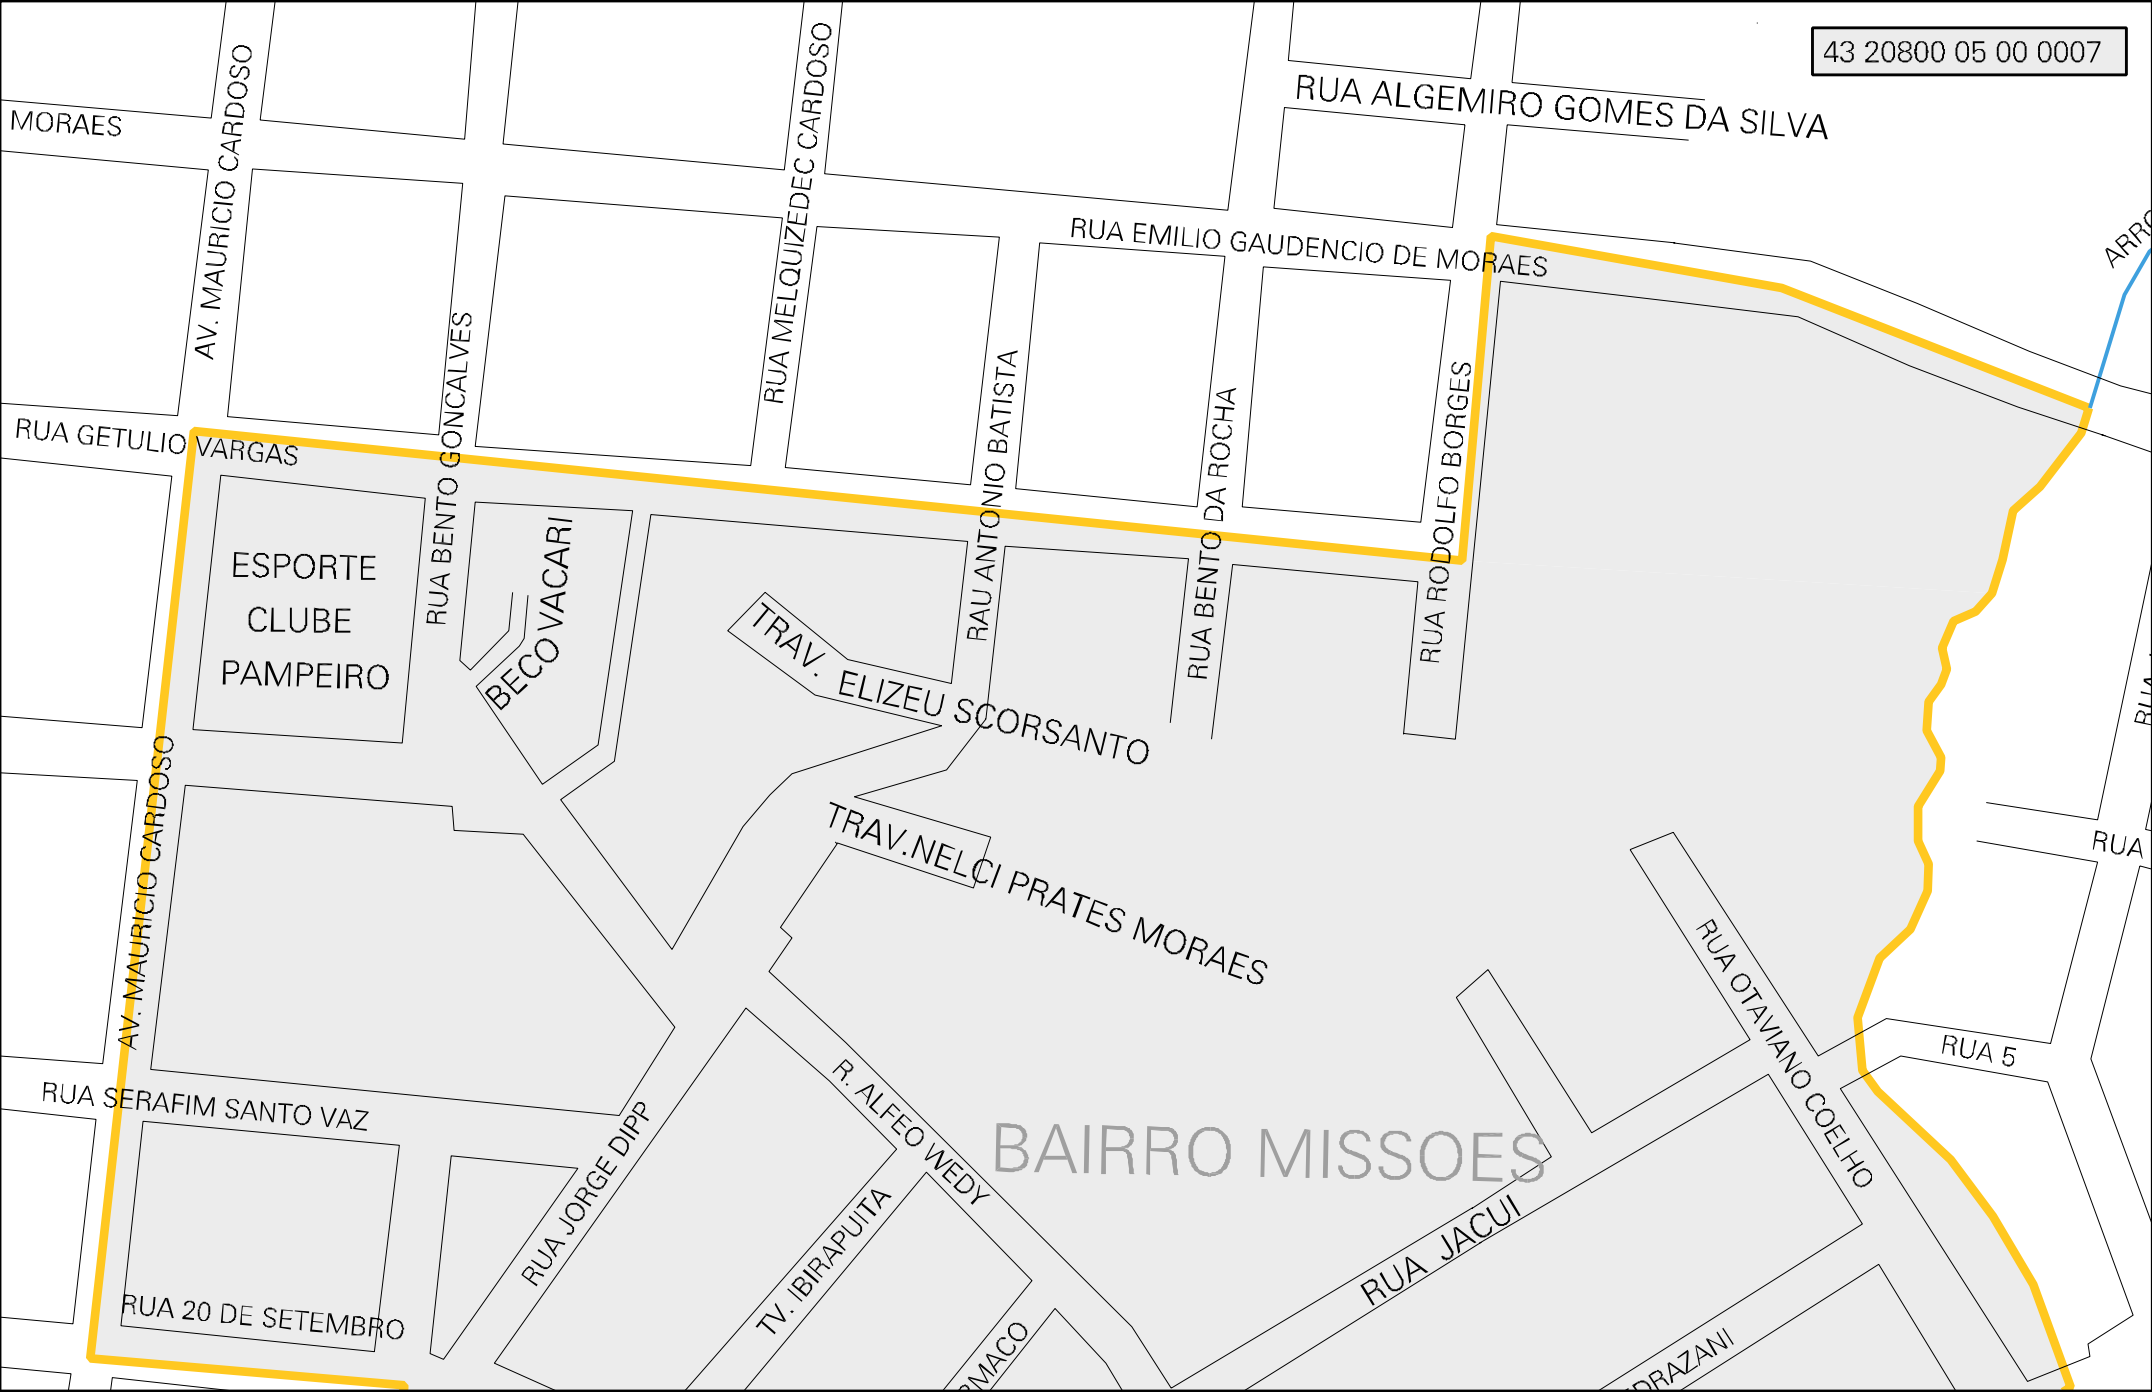 43 20800 05 00 0007
RUA ALGEMIRO GOMES DA SILVA
MORAES
AV. MAURICIO CARDOSO
RUA MELQUIZEDEC CARDOSO
RUA EMILIO GAUDENCIO DE MORAES
RUA GETULIO VARGAS
RUA BENTO GONCALVES
RAU ANTONIO BATISTA
RUA BENTO DA ROCHA
RUA RODOLFO BORGES
ESPORTE
CLUBE
PAMPEIRO
BECO VACARI
TRAV. ELIZEU SCORSANTO
TRAV.NELCI PRATES MORAES
AV. MAURICIO CARDOSO
RUA
RUA OTAVIANO COELHO
RUA 5
RUA SERAFIM SANTO VAZ
RUA JORGE DIPP
R. ALFEO WEDY
BAIRRO MISSOES
TV. IBIRAPUITA
RUA JACUI
RUA 20 DE SETEMBRO